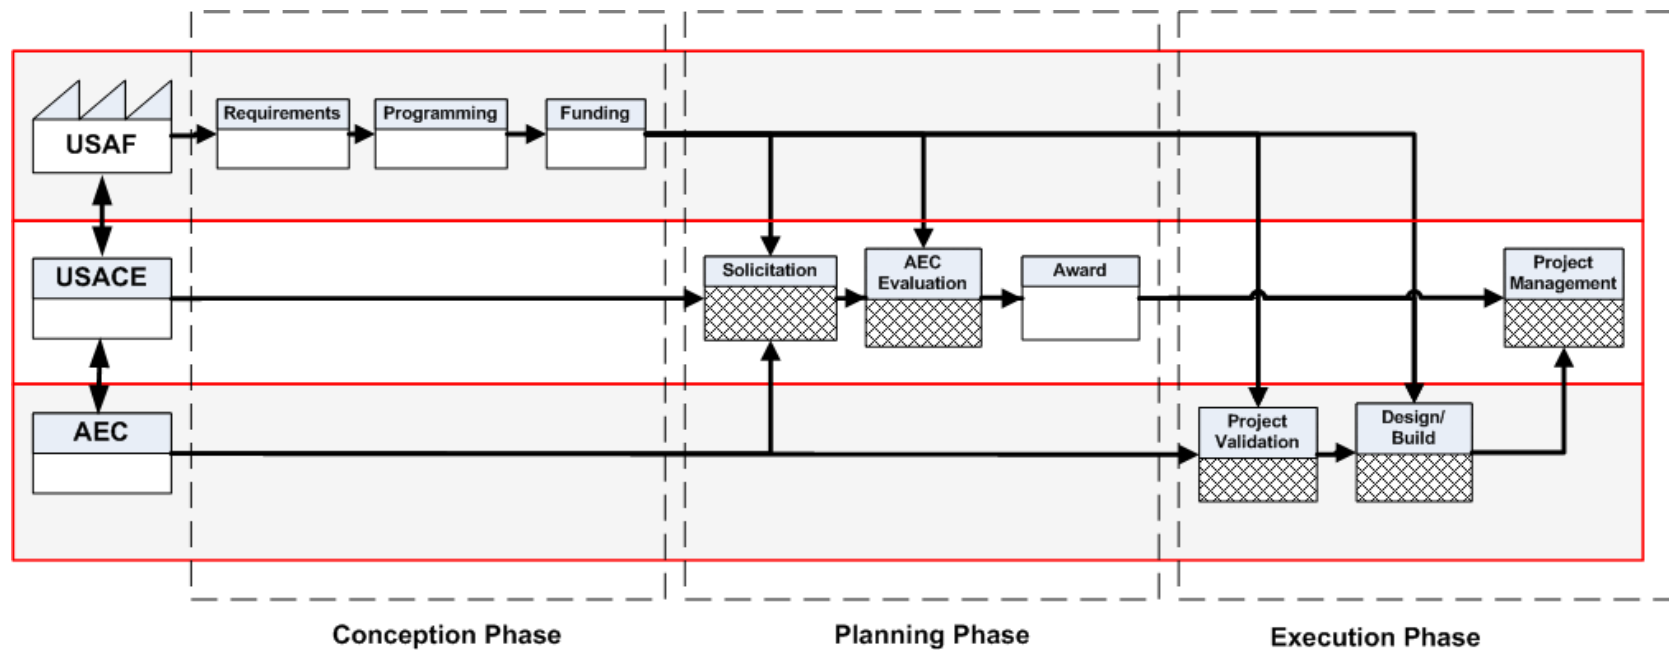 USAF
Requirements
Programming
Funding
USACE
Solicitation
AEC
Evaluation
Award
Project
Management
AEC
Project
Validation
Design/
Build
Conception Phase
Planning Phase
Execution Phase